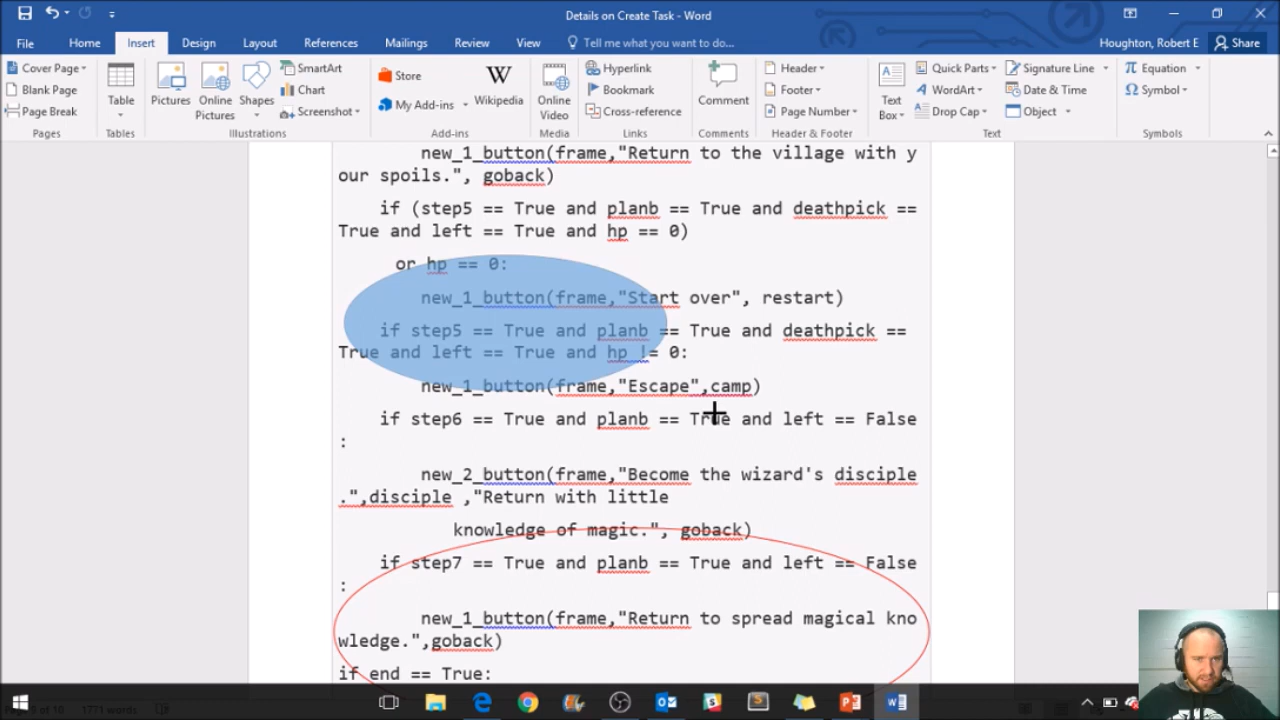 Details on Create Task - Word
File Home Insert Design Layout References Mailings Review View Tell me what you want to do... Houghton, Robert E Share
Cover Page
Blank Page
Page Break
Pages
Table
Tables
Pictures
Online Pictures
Shapes
SmartArt
Chart
Screenshot
Illustrations
Store
My Add-ins
Wikipedia
Add-ins
Online Video
Media
Hyperlink
Bookmark
Cross-reference
Links
Comment
Comments
Header
Footer
Page Number
Header & Footer
Text Box
Quick Parts
WordArt
Drop Cap
Signature Line
Date & Time
Object
Text
Equation
Symbol
Symbols
new_1_button(frame,"Return to the village with y
our spoils.", goback)
if (step5 == True and planb == True and deathpick ==
True and left == True and hp == 0)
or hp == 0:
new_1_button(frame,"Start over", restart)
if step5 == True and planb == True and deathpick ==
True and left == True and hp != 0:
new_1_button(frame,"Escape",camp)
if step6 == True and planb == True and left == False
:
new_2_button(frame,"Become the wizard's disciple
.",disciple ,"Return with little
knowledge of magic.", goback)
if step7 == True and planb == True and left == False
:
new_1_button(frame,"Return to spread magical kno
wledge.",goback)
if end == True:
1771 words